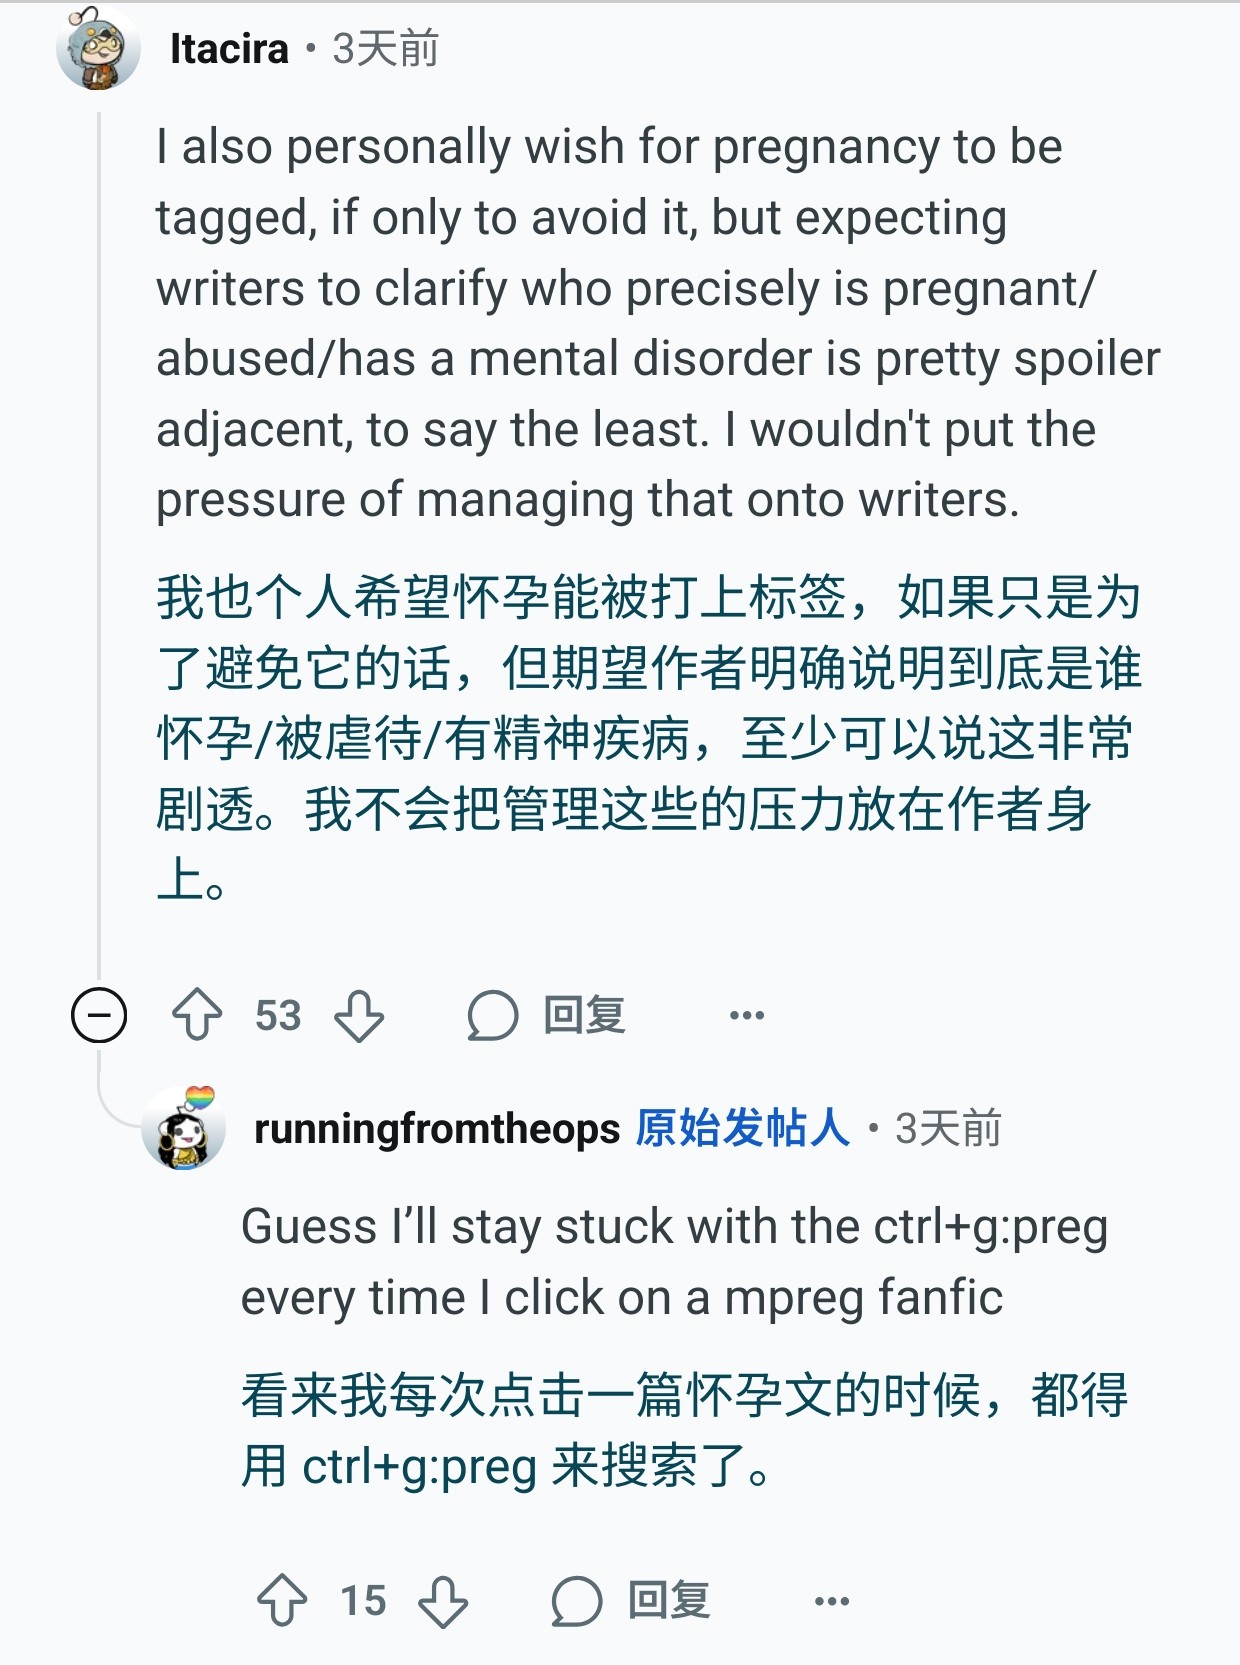 Itacira • 3天前
I also personally wish for pregnancy to be
tagged, if only to avoid it, but expecting
writers to clarify who precisely is pregnant/
abused/has a mental disorder is pretty spoiler
adjacent, to say the least. I wouldn't put the
pressure of managing that onto writers.
我也个人希望怀孕能被打上标签，如果只是为
了避免它的话，但期望作者明确说明到底是谁
怀孕/被虐待/有精神疾病，至少可以说这非常
剧透。我不会把管理这些的压力放在作者身
上。
53 回复 ...
runningfromtheops 原始发帖人 • 3天前
Guess I’ll stay stuck with the ctrl+g:preg
every time I click on a mpreg fanfic
看来我每次点击一篇怀孕文的时候，都得
用 ctrl+g:preg 来搜索了。
15 回复 ...